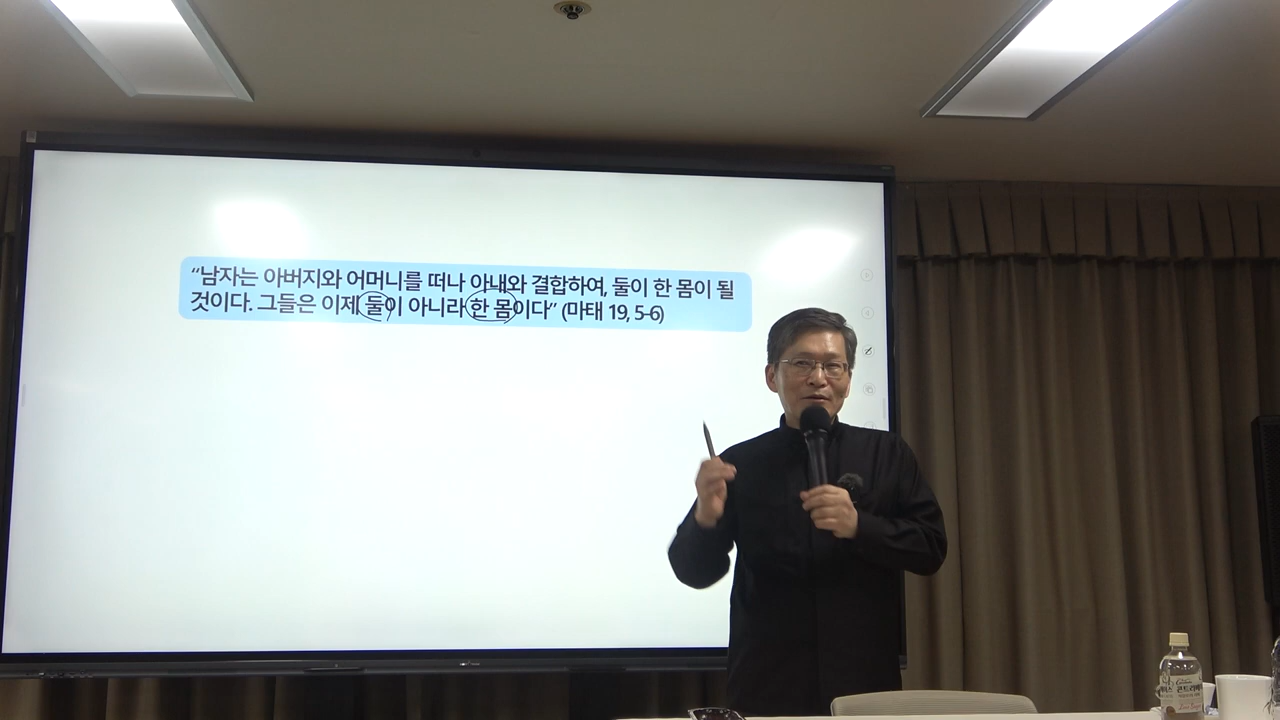 “남자는 아버지와 어머니를 떠나 아내와 결합하여, 둘이 한 몸이 될
것이다. 그들은 이제 둘이 아니라 한 몸이다” (마태 19, 5-6)